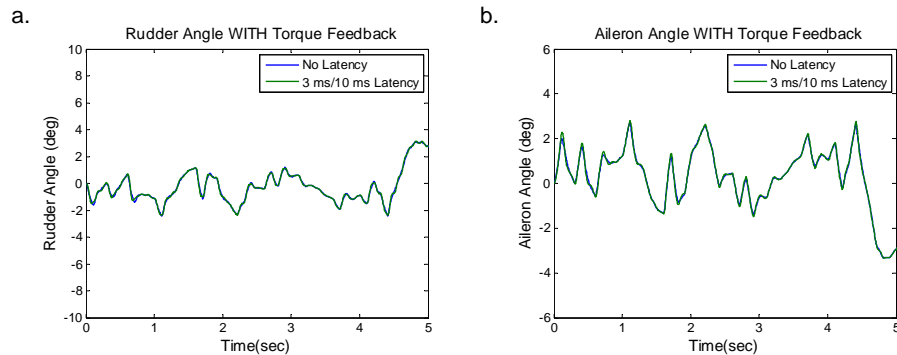 a.
Rudder Angle WITH Torque Feedback
10
8
6
4
2
0
-2
-4
-6
-8
-10
Rudder Angle (deg)
No Latency
3 ms/10 ms Latency
0 1 2 3 4 5
Time(sec)
b.
Aileron Angle WITH Torque Feedback
6
4
2
0
-2
-4
-6
Aileron Angle (deg)
No Latency
3 ms/10 ms Latency
0 1 2 3 4 5
Time(sec)